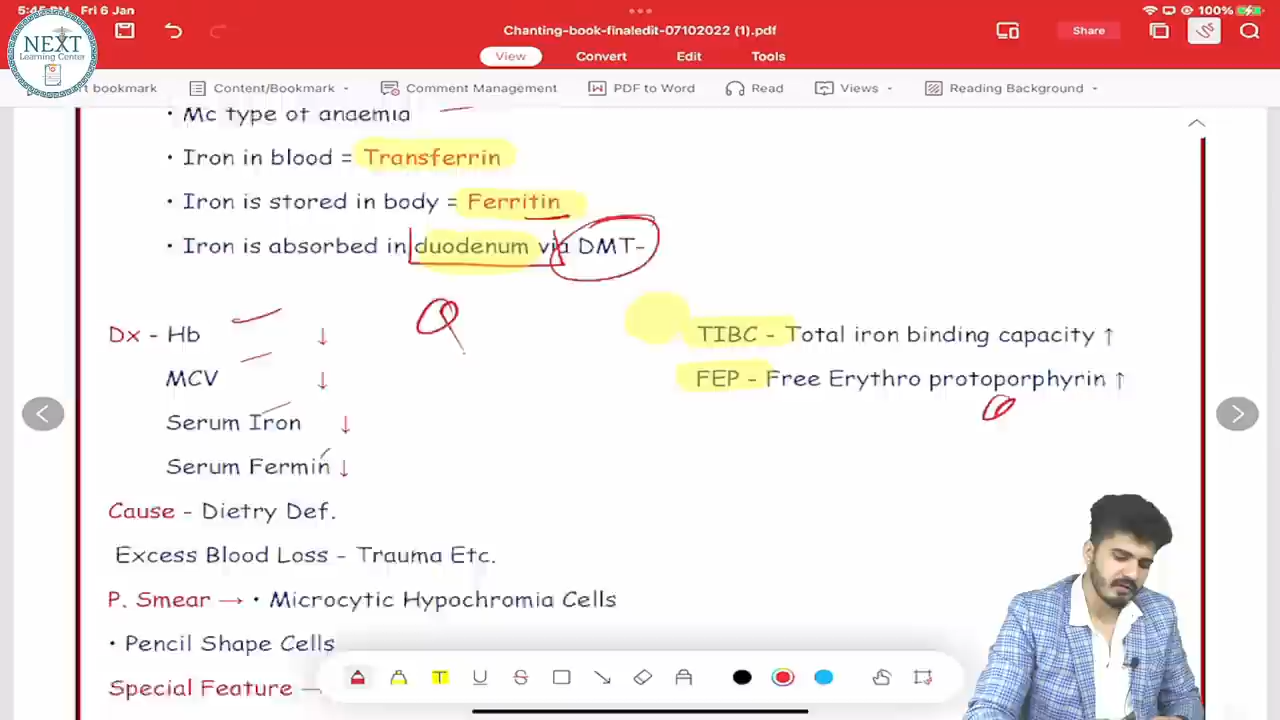 5:45 PM Fri 6 Jan
100%
NEXT
Learning Center
Chanting-book-finaledit-07102022 (1).pdf
Share
View Convert Edit Tools
bookmark Content/Bookmark Comment Management PDF to Word Read Views Reading Background
• Mc type of anaemia
• Iron in blood = Transferrin
• Iron is stored in body = Ferritin
• Iron is absorbed in duodenum via DMT-
Dx - Hb ↓ TIBC - Total iron binding capacity ↑
MCV ↓ FEP - Free Erythro protoporphyrin ↑
Serum Iron ↓
Serum Fermin ↓
Cause - Dietry Def.
Excess Blood Loss - Trauma Etc.
P. Smear → • Microcytic Hypochromia Cells
• Pencil Shape Cells
Special Feature →